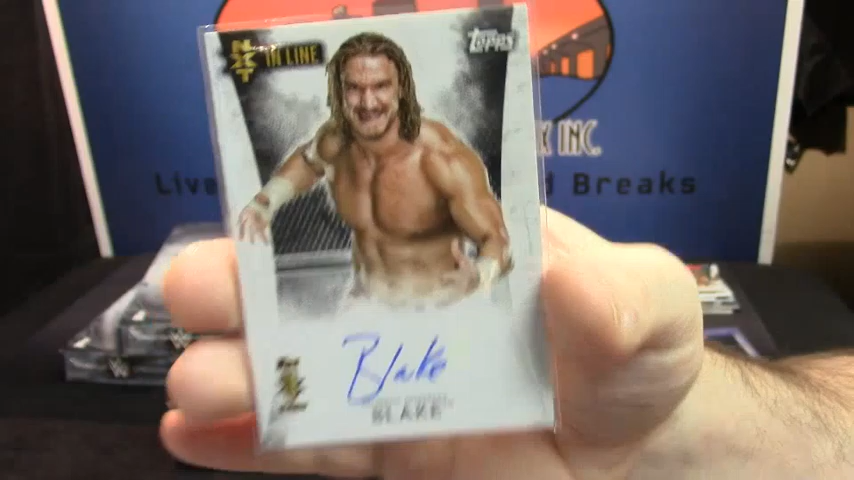 NXT IN LINE
Topps
K INC.
Live
d Breaks
Blake
BLAKE